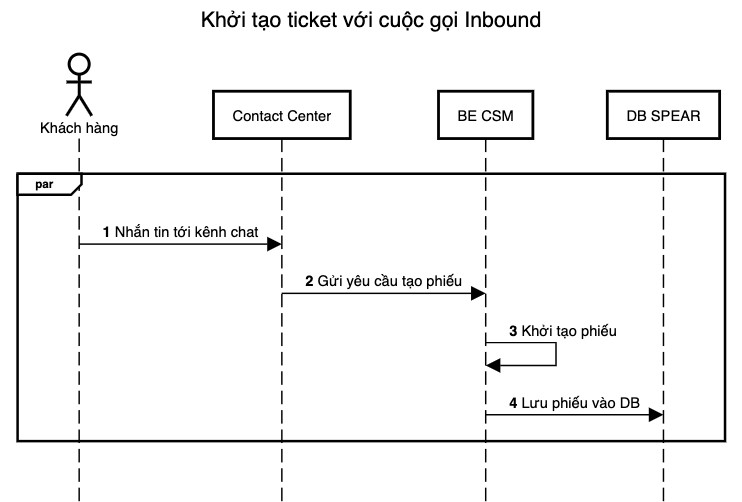 Khởi tạo ticket với cuộc gọi Inbound
Khách hàng
Contact Center
BE CSM
DB SPEAR
par
1 Nhắn tin tới kênh chat
2 Gửi yêu cầu tạo phiếu
3 Khởi tạo phiếu
4 Lưu phiếu vào DB